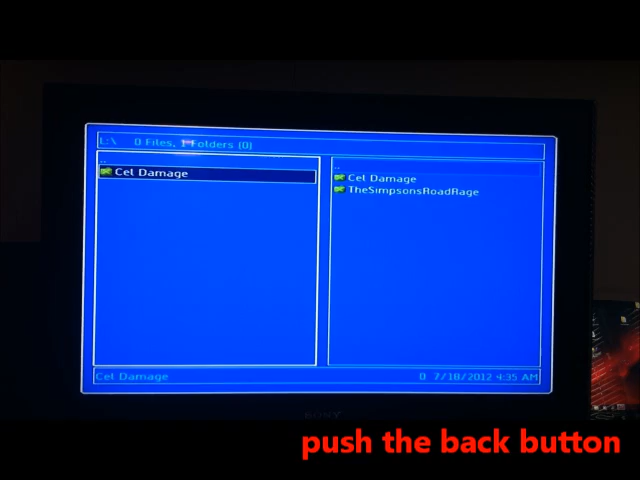 L:\ 0 Files, 1 Folders (0)
..
Cel Damage
..
Cel Damage
TheSimpsonsRoadRage
Cel Damage
0 7/10/2012 4:35 AM
SONY
push the back button